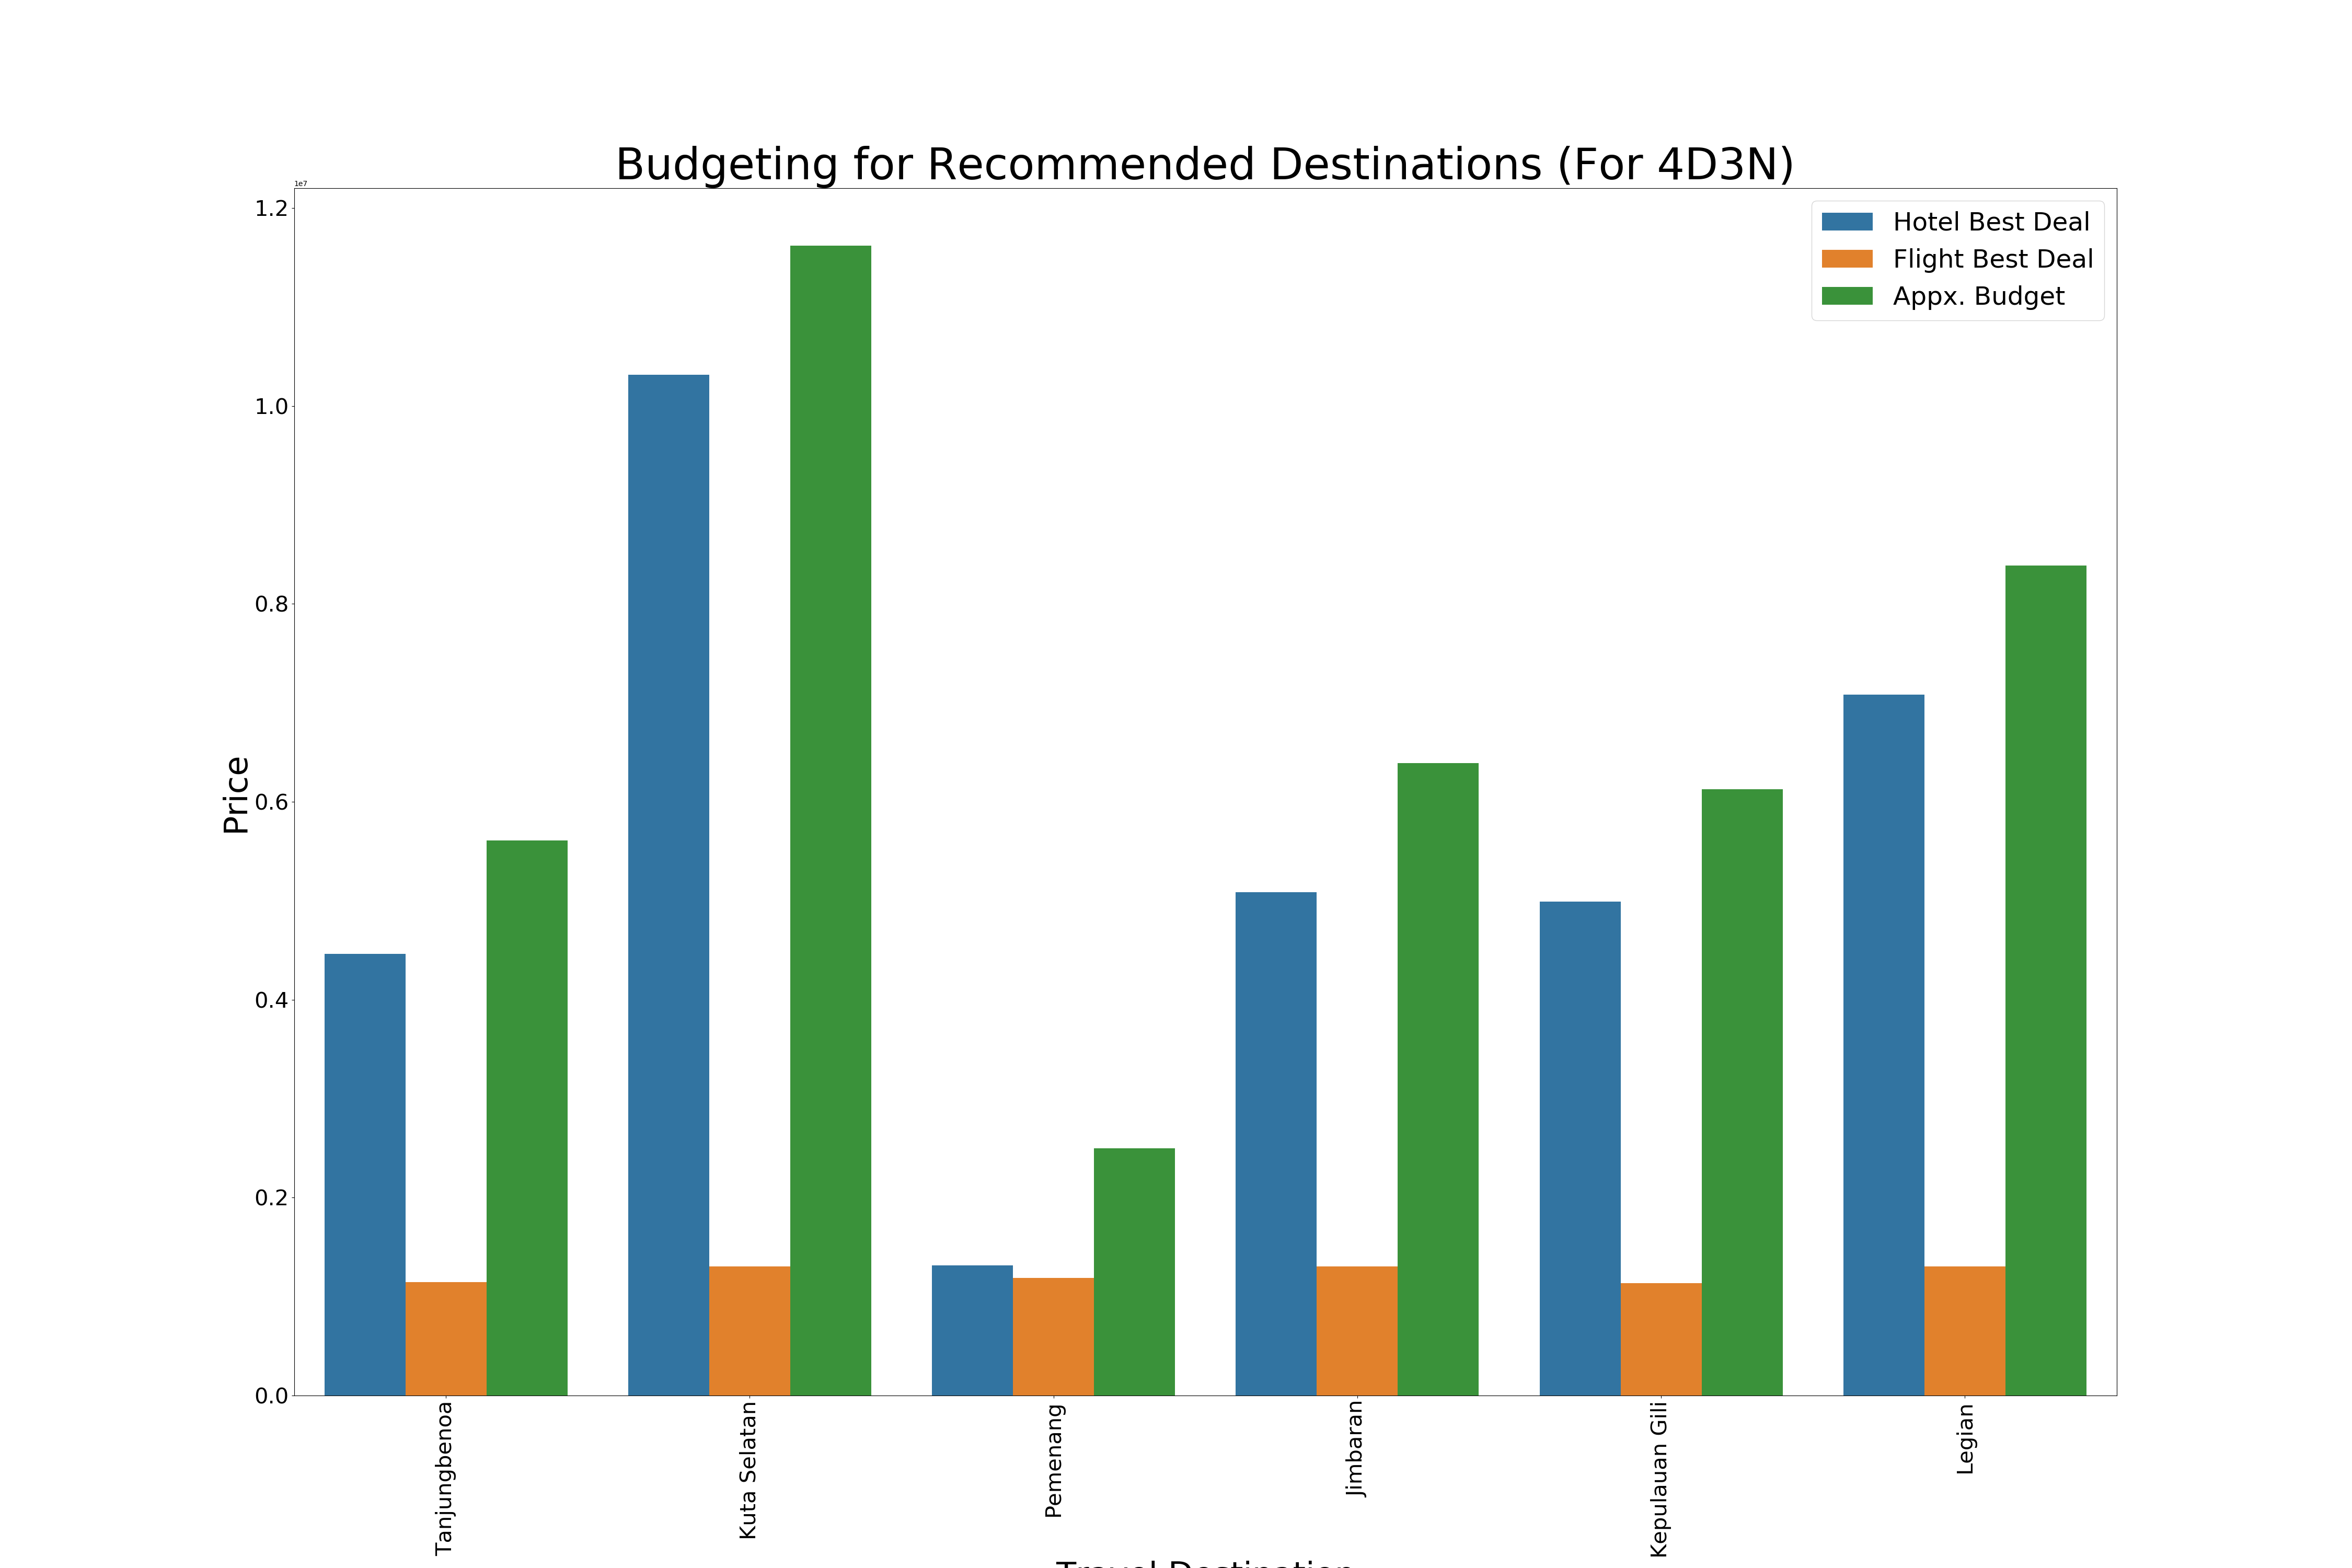 Budgeting for Recommended Destinations (For 4D3N)
1e7
1.2
1.0
0.8
0.6
0.4
0.2
0.0
Price
Hotel Best Deal
Flight Best Deal
Appx. Budget
Tanjungbenoa
Kuta Selatan
Pemenang
Jimbaran
Kepulauan Gili
Legian
Travel Destination